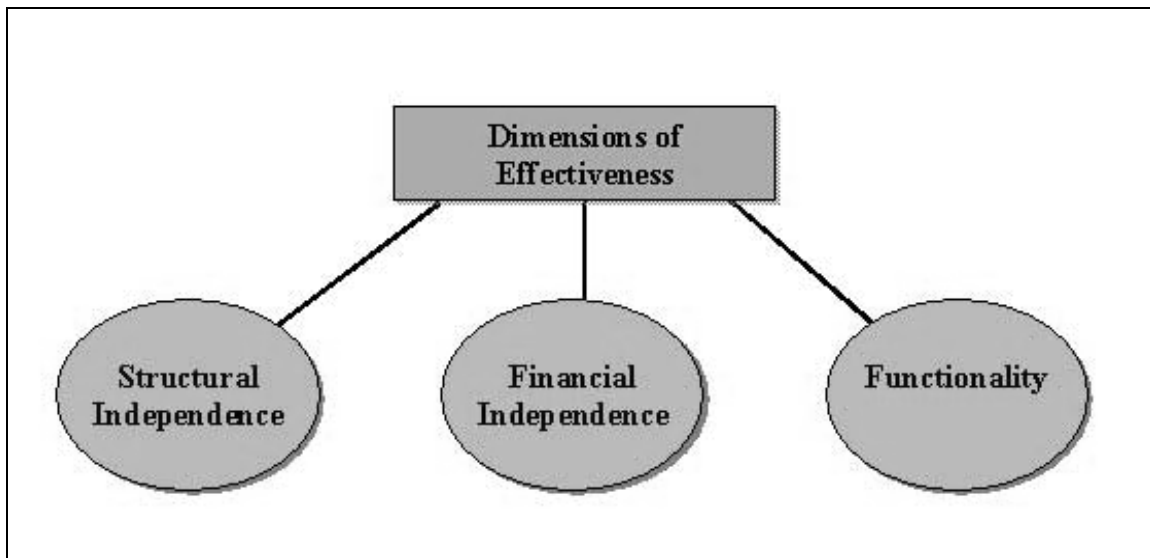 Dimensions of
Effectiveness
Structural
Independence
Financial
Independence
Functionality